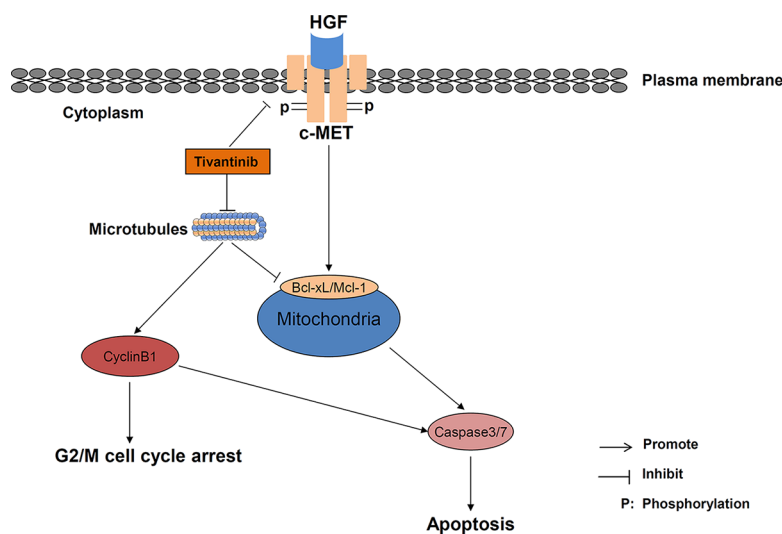 HGF
Plasma membrane
Cytoplasm
p
p
c-MET
Tivantinib
Microtubules
Bcl-xL/Mcl-1
Mitochondria
CyclinB1
Caspase3/7
G2/M cell cycle arrest
Apoptosis
Promote
Inhibit
P: Phosphorylation